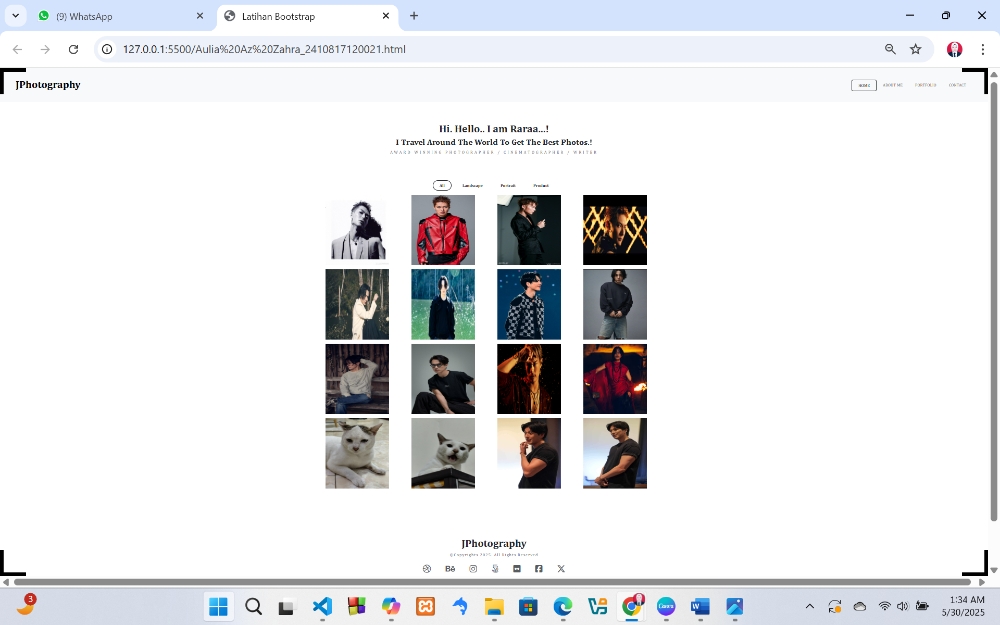 (9) WhatsApp
Latihan Bootstrap
127.0.0.1:5500/Aulia%20Az%20Zahra_2410817120021.html
JPhotography
HOME
ABOUT ME
PORTFOLIO
CONTACT
Hi. Hello.. I am Raraa...!
I Travel Around The World To Get The Best Photos.!
AWARD WINNING PHOTOGRAPHER / CINEMATOGRAPHER / WRITER
All
Landscape
Portrait
Product
JPhotography
©Copyrights 2025. All Rights Reserved
Bē
3
Canva
W
1:34 AM
5/30/2025